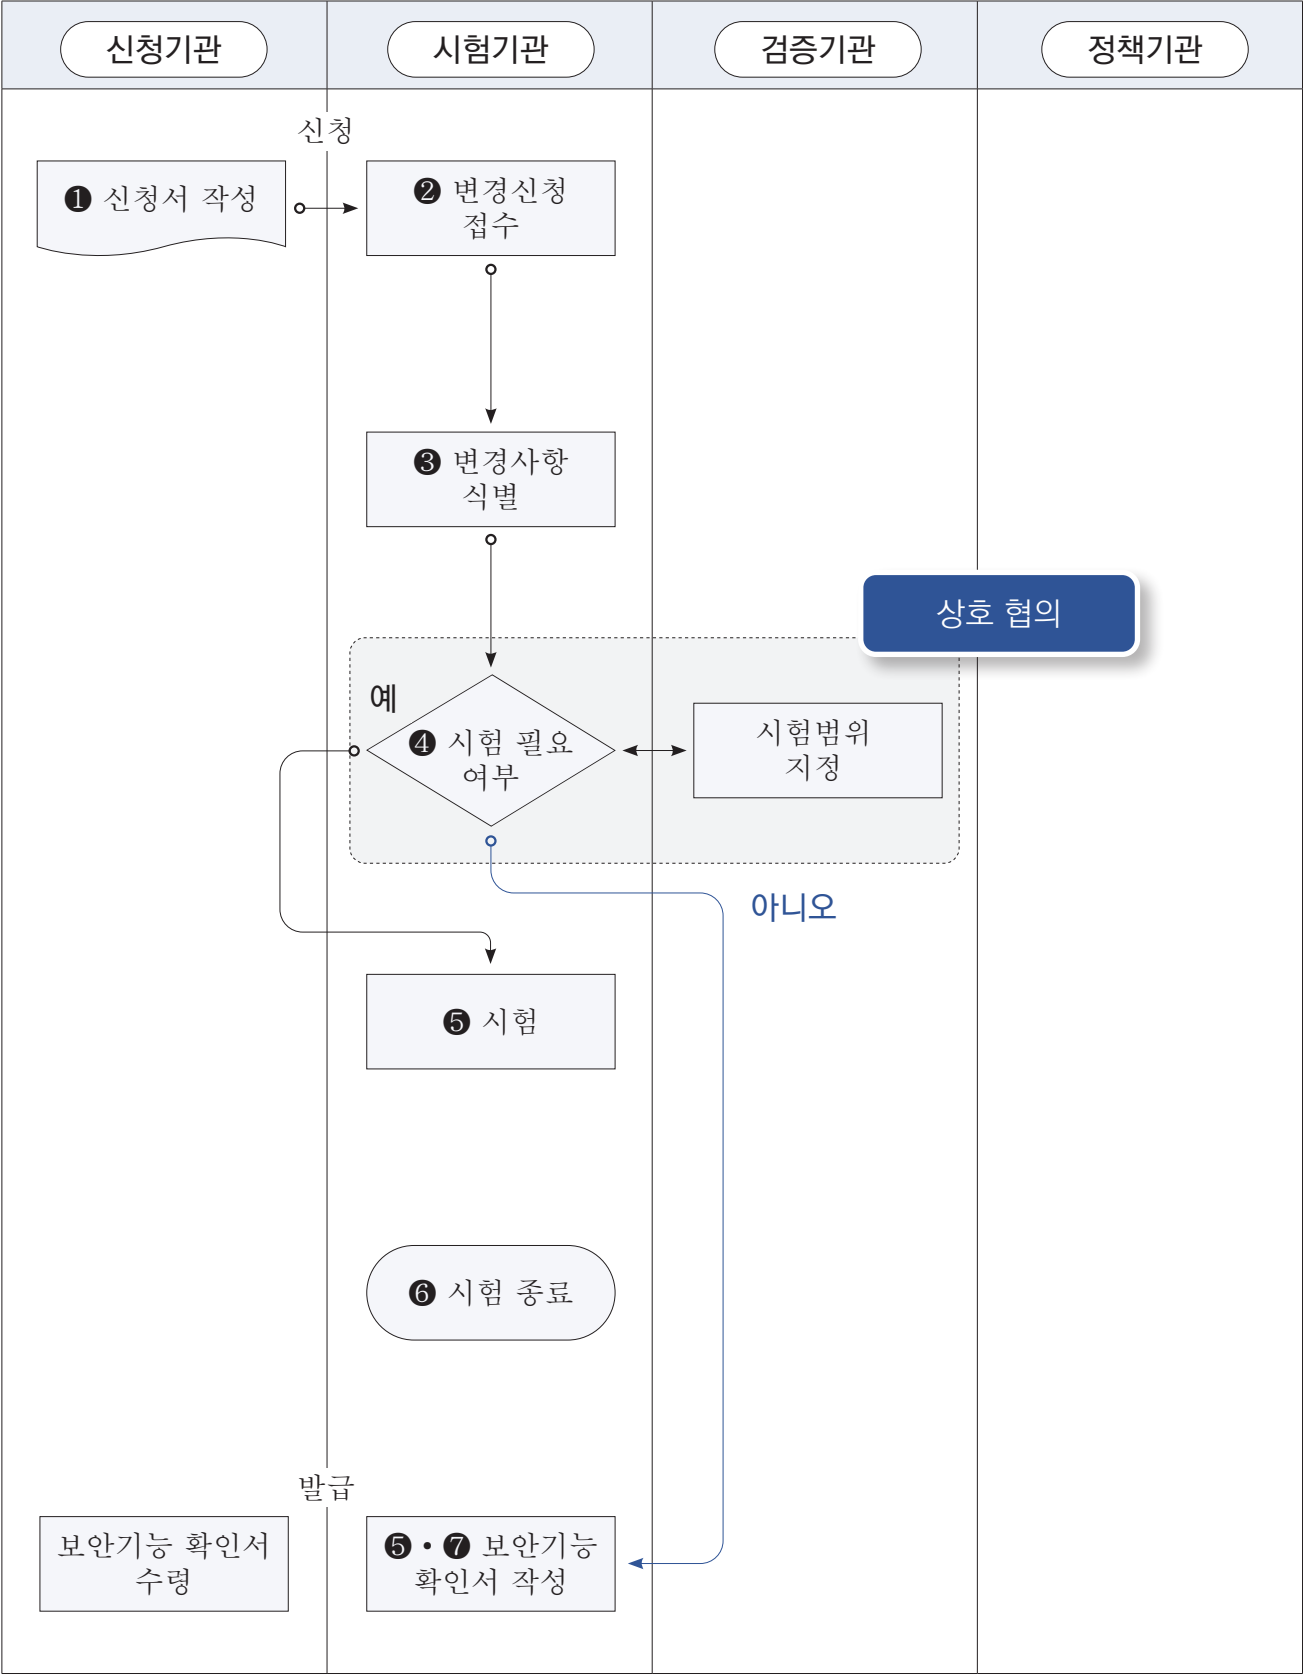 신청기관
시험기관
검증기관
정책기관
신청
❶ 신청서 작성
❷ 변경신청
접수
❸ 변경사항
식별
상호 협의
예
❹ 시험 필요
여부
시험범위
지정
아니오
❺ 시험
❻ 시험 종료
발급
보안기능 확인서
수령
❺・❼ 보안기능
확인서 작성